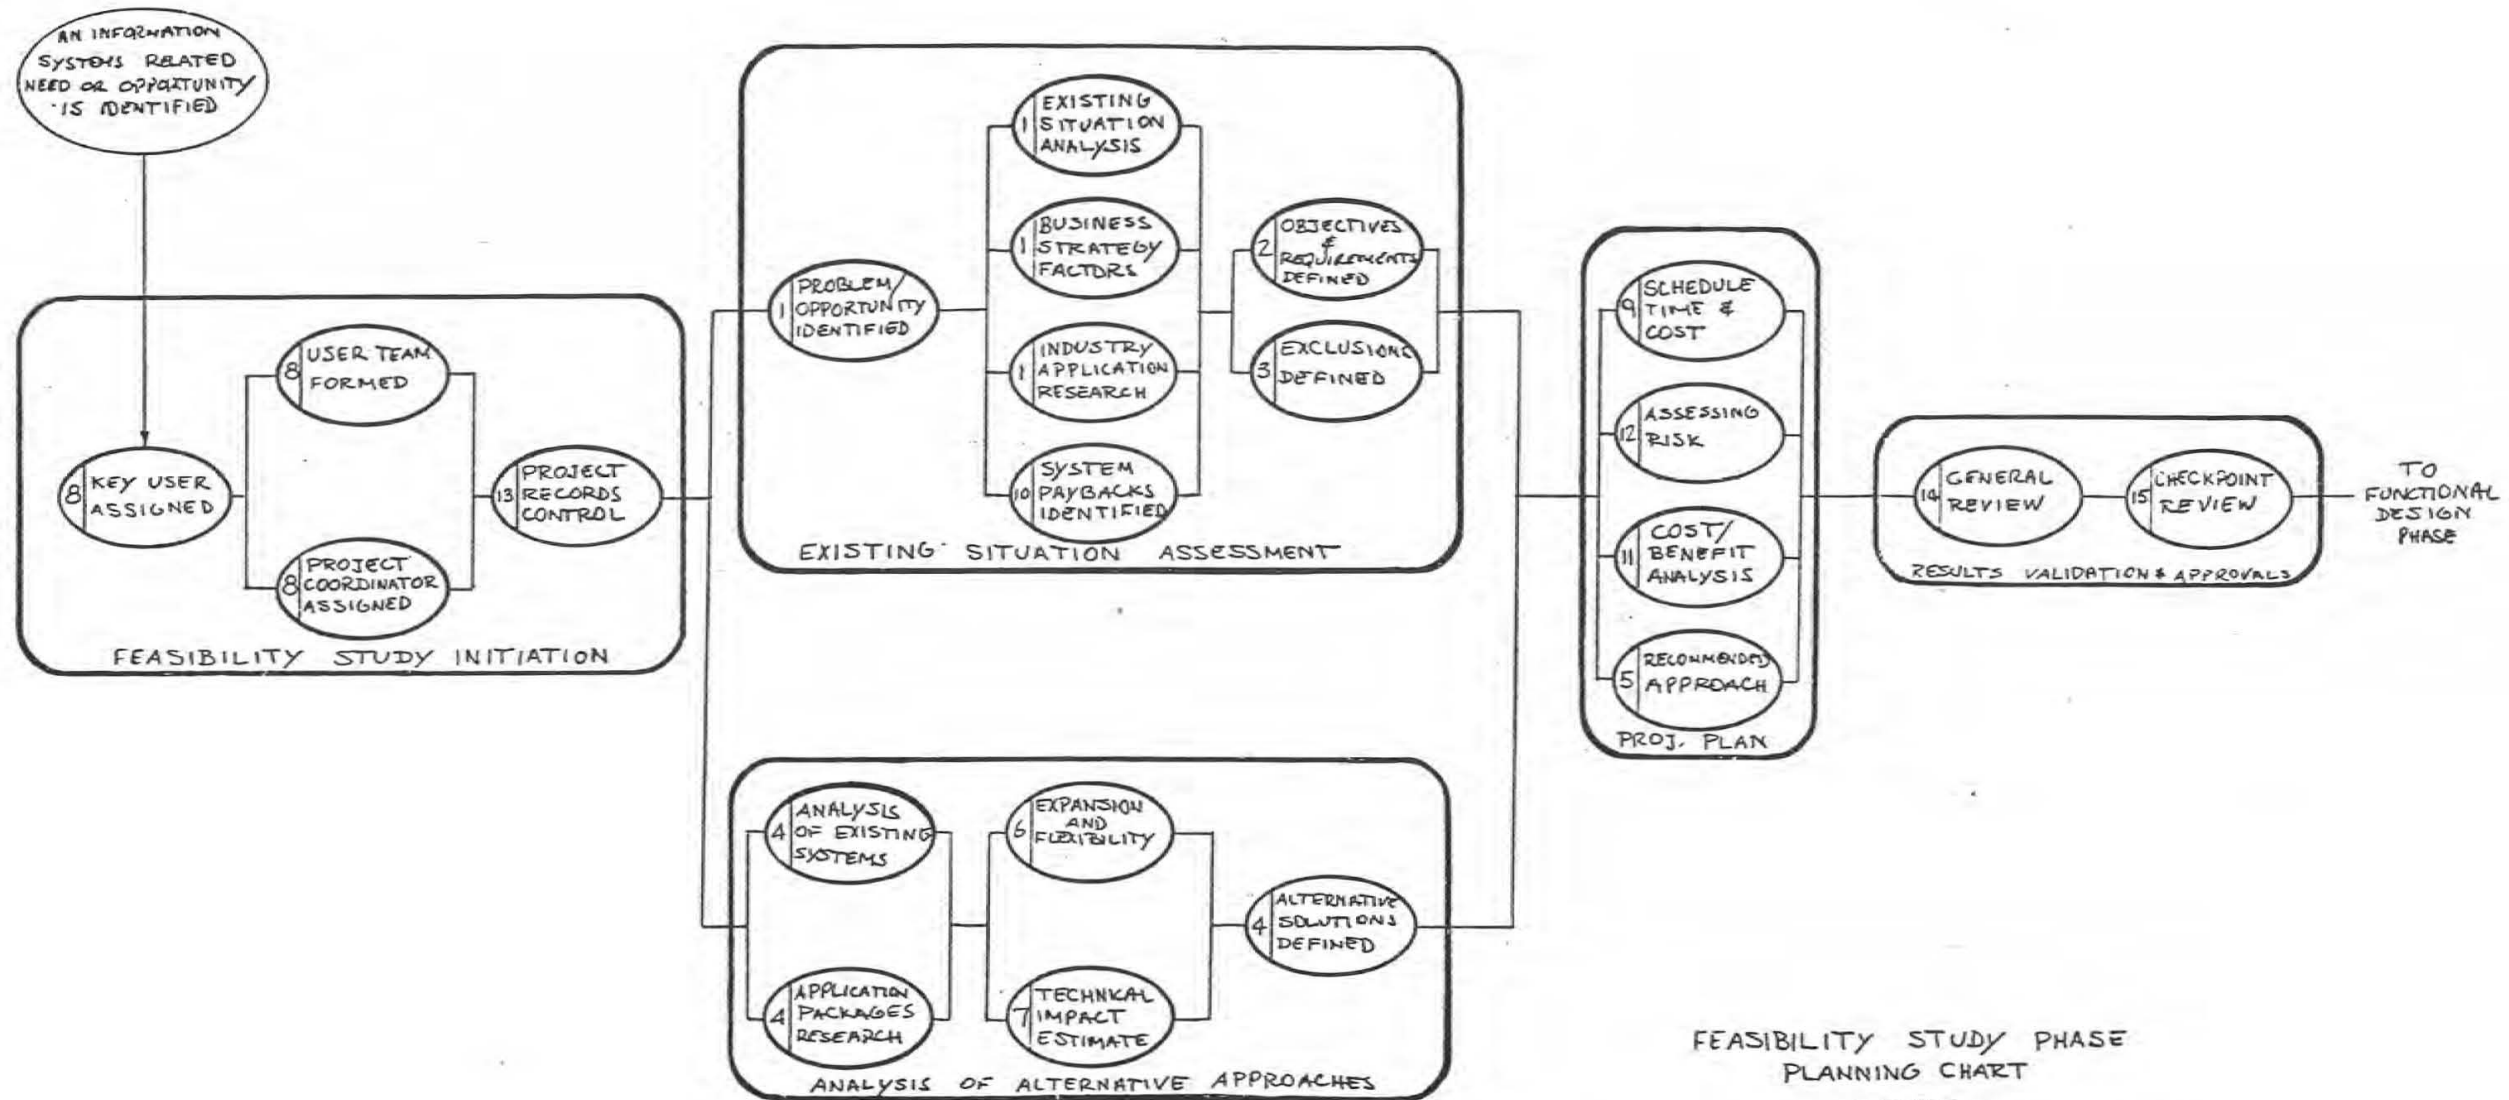 AN INFORMATION
SYSTEMS RELATED
NEED OR OPPORTUNITY
IS IDENTIFIED
8
KEY USER
ASSIGNED
8
USER TEAM
FORMED
8
PROJECT
COORDINATOR
ASSIGNED
13
PROJECT
RECORDS
CONTROL
FEASIBILITY STUDY INITIATION
1
PROBLEM/
OPPORTUNITY
IDENTIFIED
1
EXISTING
SITUATION
ANALYSIS
1
BUSINESS
STRATEGY
FACTORS
1
INDUSTRY
APPLICATION
RESEARCH
10
SYSTEM
PAYBACKS
IDENTIFIED
2
OBJECTIVES
&
REQUIREMENTS
DEFINED
3
EXCLUSIONS
DEFINED
EXISTING SITUATION ASSESSMENT
4
ANALYSIS
OF EXISTING
SYSTEMS
4
APPLICATION
PACKAGES
RESEARCH
6
EXPANSION
AND
FLEXIBILITY
7
TECHNICAL
IMPACT
ESTIMATE
4
ALTERNATIVE
SOLUTIONS
DEFINED
ANALYSIS OF ALTERNATIVE APPROACHES
9
SCHEDULE
TIME &
COST
12
ASSESSING
RISK
11
COST/
BENEFIT
ANALYSIS
5
RECOMMENDED
APPROACH
PROJ. PLAN
14
GENERAL
REVIEW
15
CHECKPOINT
REVIEW
RESULTS VALIDATION & APPROVALS
TO
FUNCTIONAL
DESIGN
PHASE
FEASIBILITY STUDY PHASE
PLANNING CHART